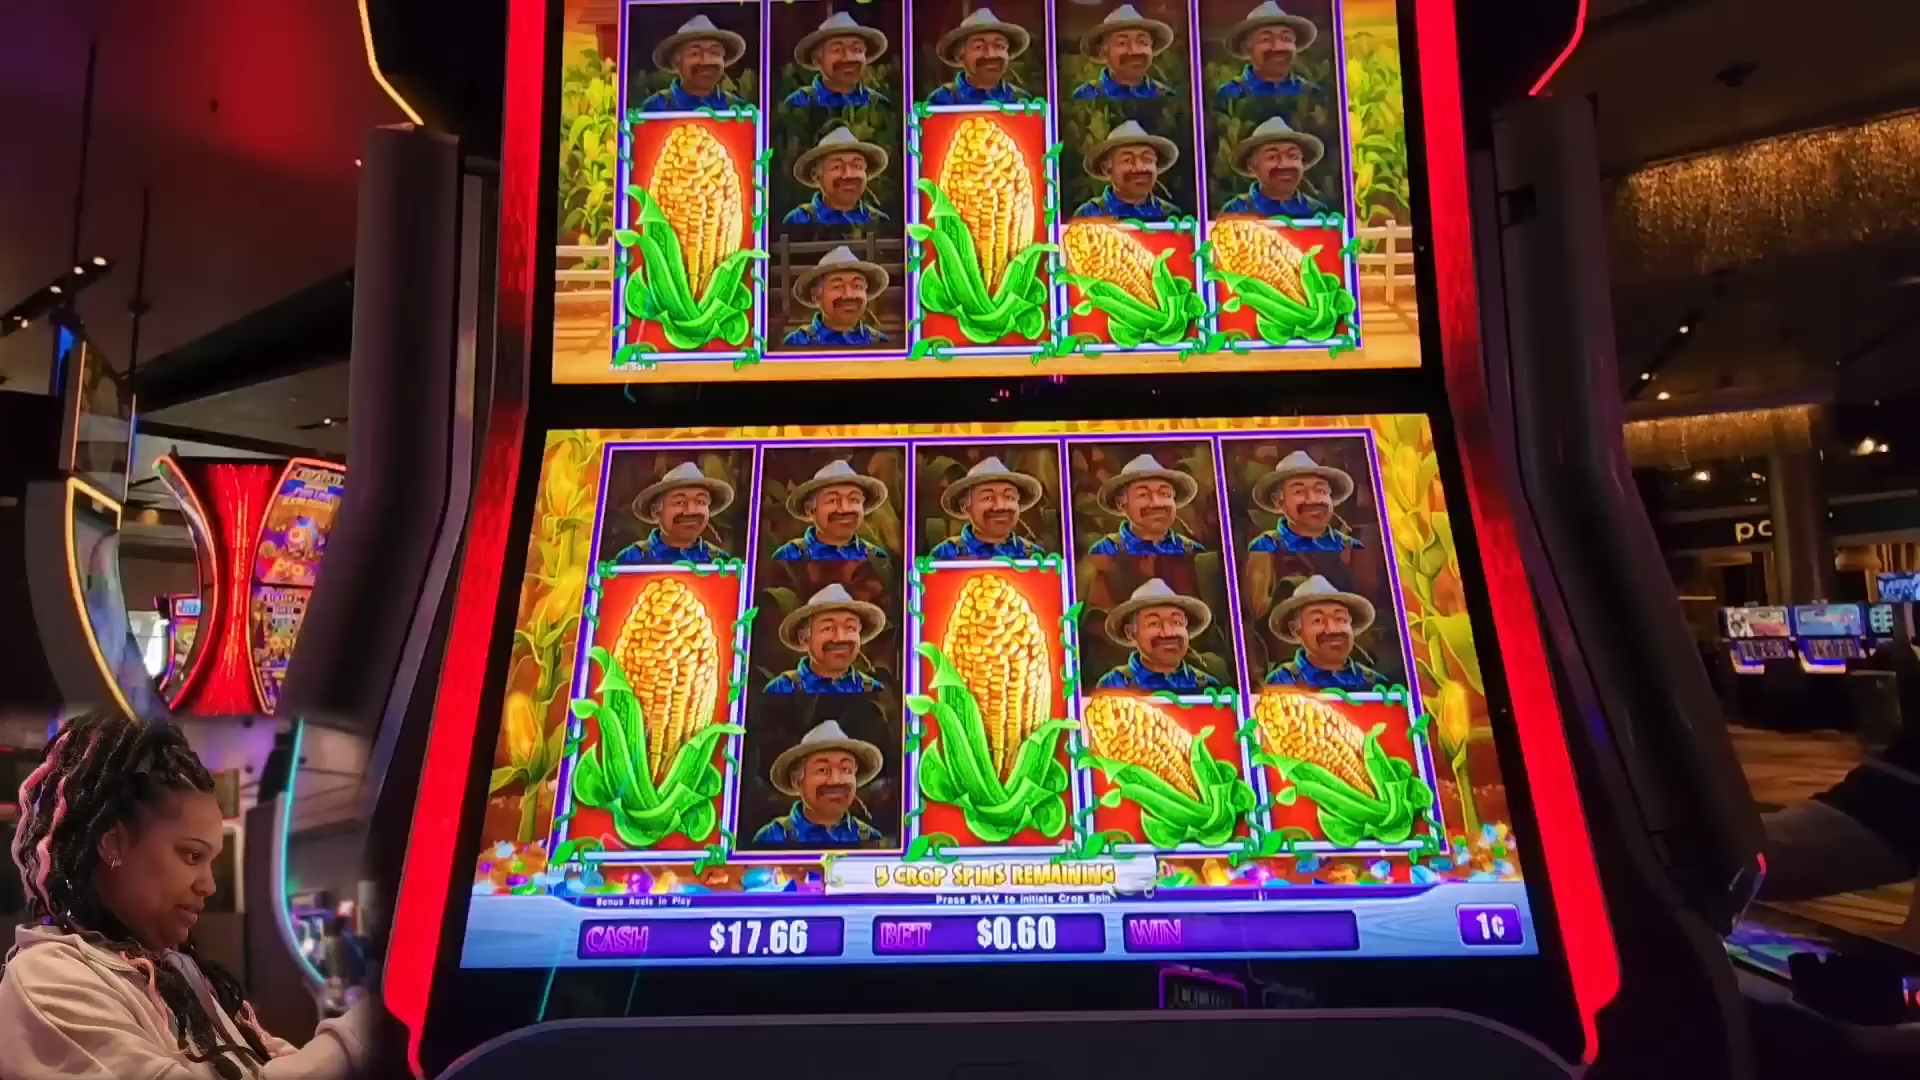 5 CROP SPINS REMAINING
Bonus Reels In Play
Press PLAY to Initiate Crop Spin
CASH $17.66
BET $0.60
WIN
1¢